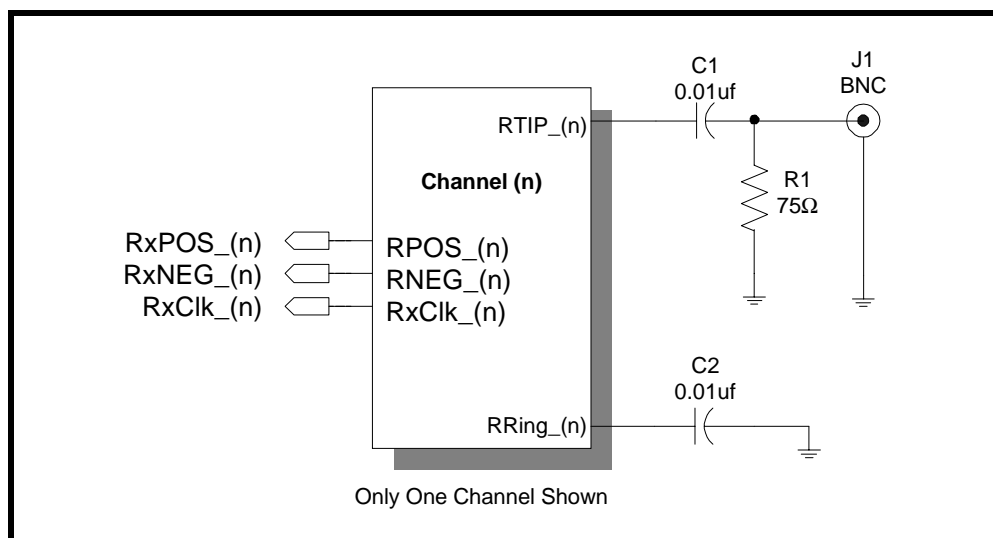 J1
BNC
C1
0.01uf
RTIP_(n)
Channel (n)
R1
75Ω
RxPOS_(n)
RPOS_(n)
RxNEG_(n)
RNEG_(n)
RxClk_(n)
RxClk_(n)
C2
0.01uf
RRing_(n)
Only One Channel Shown